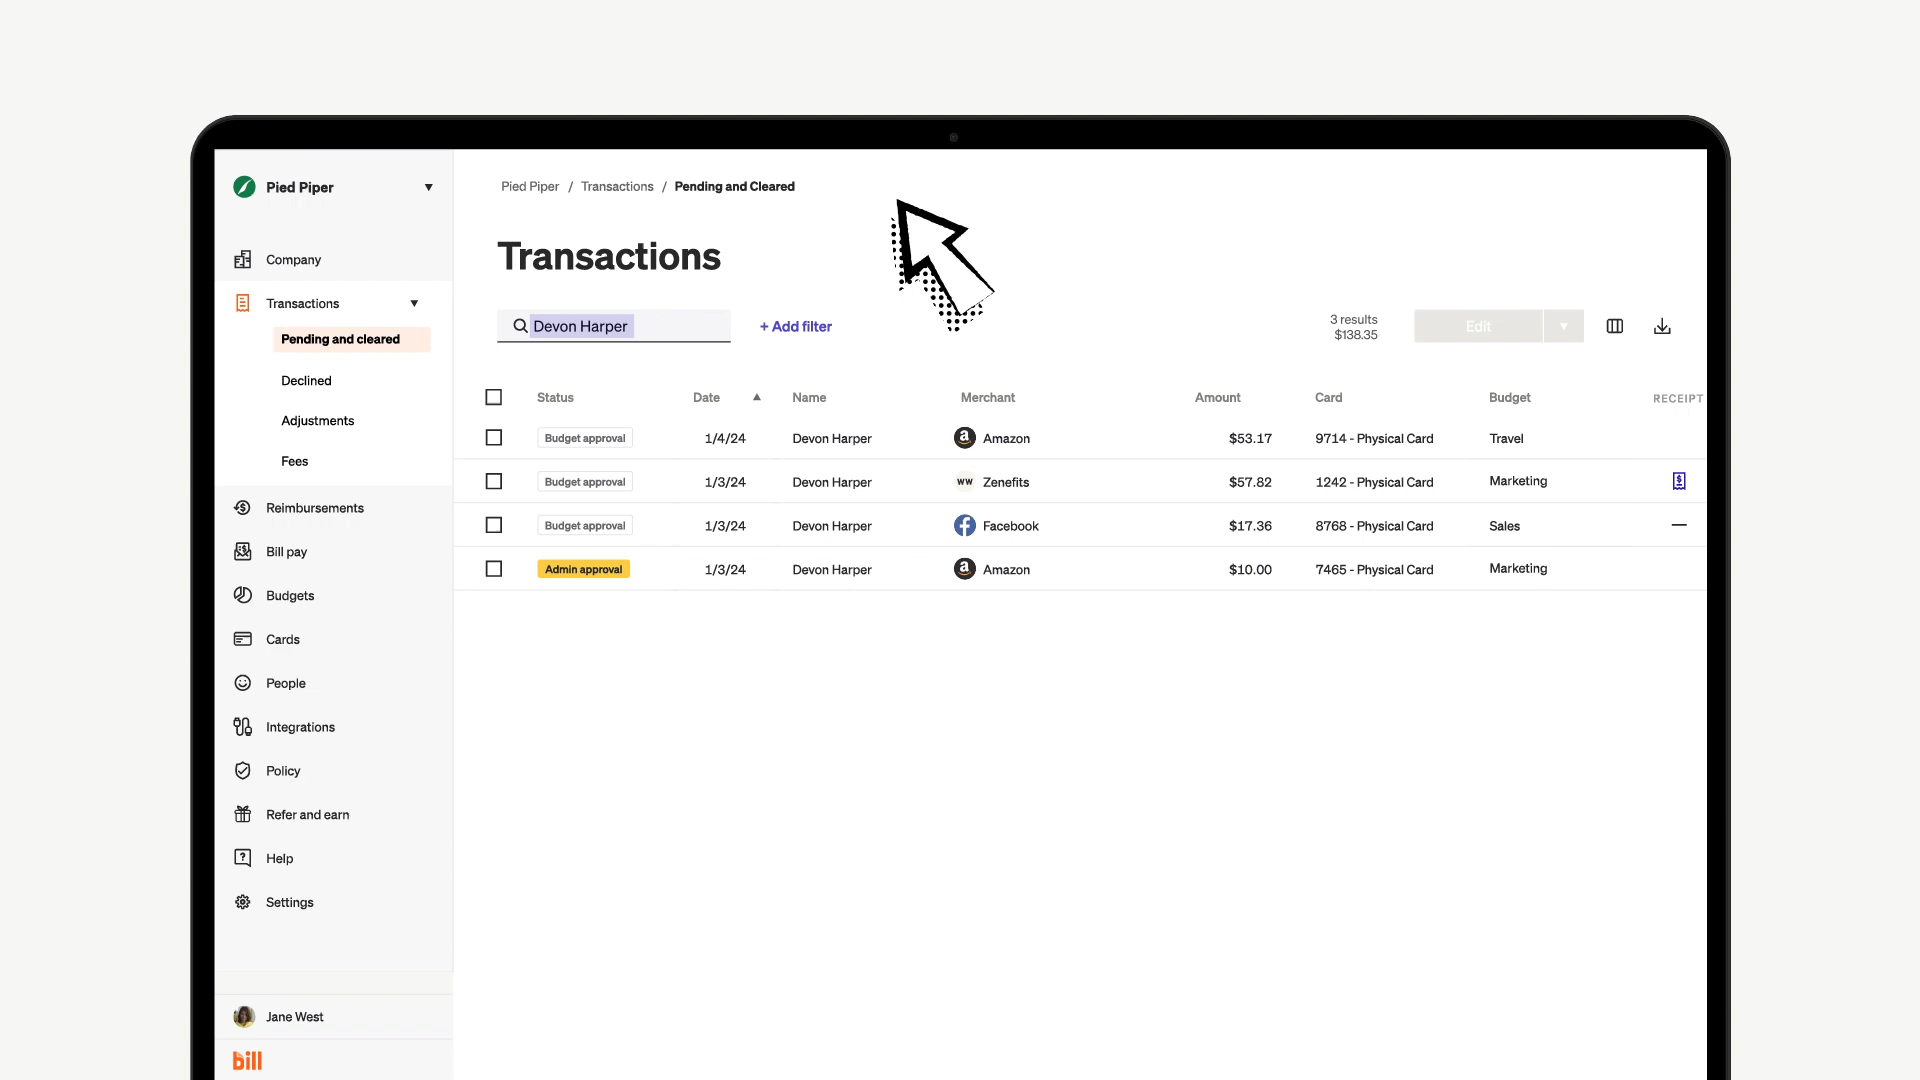 Pied Piper
Company
Transactions
Pending and cleared
Declined
Adjustments
Fees
Reimbursements
Bill pay
Budgets
Cards
People
Integrations
Policy
Refer and earn
Help
Settings
Jane West
bill
Pied Piper / Transactions / Pending and Cleared
Transactions
Devon Harper + Add filter
3 results
$138.35
Edit
Status Date Name Merchant Amount Card Budget RECEIPT
Budget approval 1/4/24 Devon Harper Amazon $53.17 9714 - Physical Card Travel
Budget approval 1/3/24 Devon Harper ww Zenefits $57.82 1242 - Physical Card Marketing
Budget approval 1/3/24 Devon Harper Facebook $17.36 8768 - Physical Card Sales —
Admin approval 1/3/24 Devon Harper Amazon $10.00 7465 - Physical Card Marketing